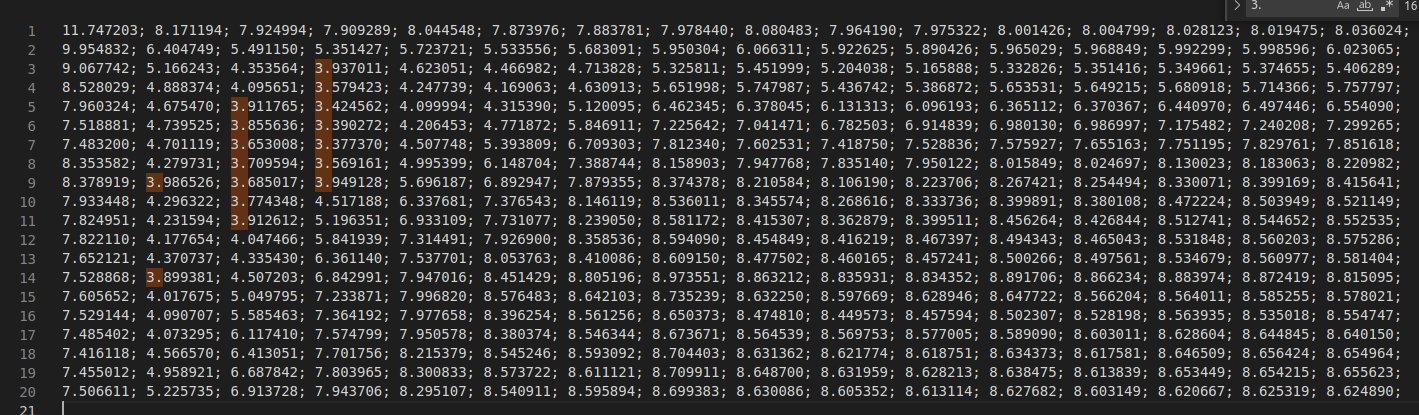 3. Aa ab .* 16
1 11.747203; 8.171194; 7.924994; 7.909289; 8.044548; 7.873976; 7.883781; 7.978440; 8.080483; 7.964190; 7.975322; 8.001426; 8.004799; 8.028123; 8.019475; 8.036024;
2 9.954832; 6.404749; 5.491150; 5.351427; 5.723721; 5.533556; 5.683091; 5.950304; 6.066311; 5.922625; 5.890426; 5.965029; 5.968849; 5.992299; 5.998596; 6.023065;
3 9.067742; 5.166243; 4.353564; 3.937011; 4.623051; 4.466982; 4.713828; 5.325811; 5.451999; 5.204038; 5.165888; 5.332826; 5.351416; 5.349661; 5.374655; 5.406289;
4 8.528029; 4.888374; 4.095651; 3.579423; 4.247739; 4.169063; 4.630913; 5.651998; 5.747987; 5.436742; 5.386872; 5.653531; 5.649215; 5.680918; 5.714366; 5.757797;
5 7.960324; 4.675470; 3.911765; 3.424562; 4.099994; 4.315390; 5.120095; 6.462345; 6.378045; 6.131313; 6.096193; 6.365112; 6.370367; 6.440970; 6.497446; 6.554090;
6 7.518881; 4.739525; 3.855636; 3.390272; 4.206453; 4.771872; 5.846911; 7.225642; 7.041471; 6.782503; 6.914839; 6.980130; 6.986997; 7.175482; 7.240208; 7.299265;
7 7.483200; 4.701119; 3.653008; 3.377370; 4.507748; 5.393809; 6.709303; 7.812340; 7.602531; 7.418750; 7.528836; 7.575927; 7.655163; 7.751195; 7.829761; 7.851618;
8 8.353582; 4.279731; 3.709594; 3.569161; 4.995399; 6.148704; 7.388744; 8.158903; 7.947768; 7.835140; 7.950122; 8.015849; 8.024697; 8.130023; 8.183063; 8.220982;
9 8.378919; 3.986526; 3.685017; 3.949128; 5.696187; 6.892947; 7.879355; 8.374378; 8.210584; 8.106190; 8.223706; 8.267421; 8.254494; 8.330071; 8.399169; 8.415641;
10 7.933448; 4.296322; 3.774348; 4.517188; 6.337681; 7.376543; 8.146119; 8.536011; 8.345574; 8.268616; 8.333736; 8.399891; 8.380108; 8.472224; 8.503949; 8.521149;
11 7.824951; 4.231594; 3.912612; 5.196351; 6.933109; 7.731077; 8.239050; 8.581172; 8.415307; 8.362879; 8.399511; 8.456264; 8.426844; 8.512741; 8.544652; 8.552535;
12 7.822110; 4.177654; 4.047466; 5.841939; 7.314491; 7.926900; 8.358536; 8.594090; 8.454849; 8.416219; 8.467397; 8.494343; 8.465043; 8.531848; 8.560203; 8.575286;
13 7.652121; 4.370737; 4.335430; 6.361140; 7.537701; 8.053763; 8.410086; 8.609150; 8.477502; 8.460165; 8.457241; 8.500266; 8.497561; 8.534679; 8.560977; 8.581404;
14 7.528868; 3.899381; 4.507203; 6.842991; 7.947016; 8.451429; 8.805196; 8.973551; 8.863212; 8.835931; 8.834352; 8.891706; 8.866234; 8.883974; 8.872419; 8.815095;
15 7.605652; 4.017675; 5.049795; 7.233871; 7.996820; 8.576483; 8.642103; 8.735239; 8.632250; 8.597669; 8.628946; 8.647722; 8.566204; 8.564011; 8.585255; 8.578021;
16 7.529144; 4.090707; 5.585463; 7.364192; 7.977658; 8.396254; 8.561256; 8.650373; 8.474810; 8.449573; 8.457594; 8.502307; 8.528198; 8.563935; 8.535018; 8.554747;
17 7.485402; 4.073295; 6.117410; 7.574799; 7.950578; 8.380374; 8.546344; 8.673671; 8.564539; 8.569753; 8.577005; 8.589090; 8.603011; 8.628604; 8.644845; 8.640150;
18 7.416118; 4.566570; 6.413051; 7.701756; 8.215379; 8.545246; 8.593092; 8.704403; 8.631362; 8.621774; 8.618751; 8.634373; 8.617581; 8.646509; 8.656424; 8.654964;
19 7.455012; 4.958921; 6.687842; 7.803965; 8.300833; 8.573722; 8.611121; 8.709911; 8.648700; 8.631959; 8.628213; 8.638475; 8.613839; 8.653449; 8.654215; 8.655623;
20 7.506611; 5.225735; 6.913728; 7.943706; 8.295107; 8.540911; 8.595894; 8.699383; 8.630086; 8.605352; 8.613114; 8.627682; 8.603149; 8.620667; 8.625319; 8.624890;
21